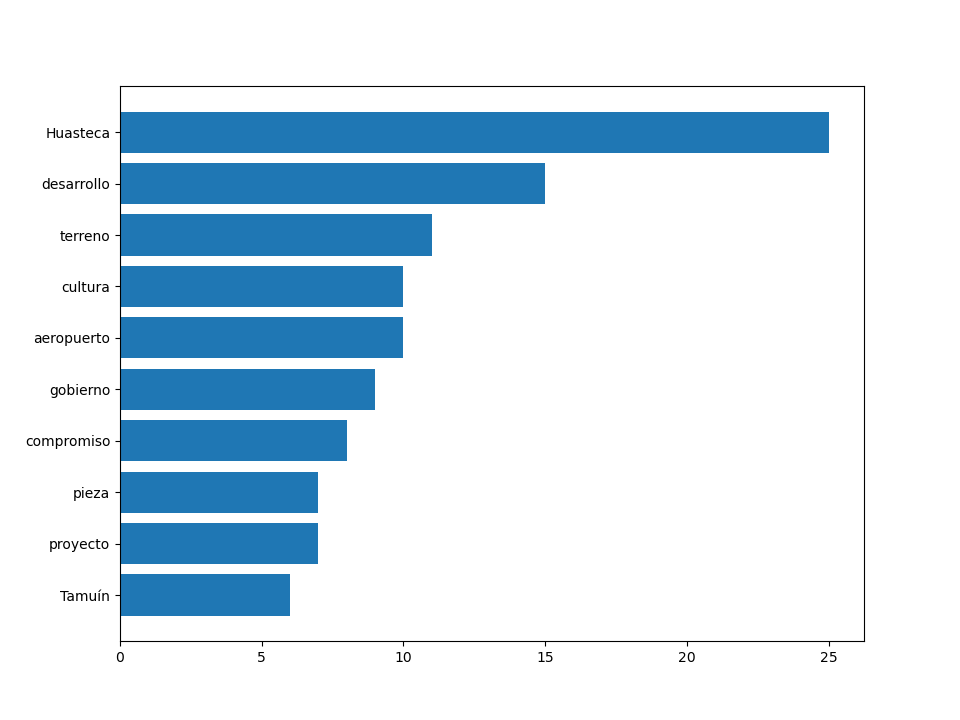 Huasteca
desarrollo
terreno
cultura
aeropuerto
gobierno
compromiso
pieza
proyecto
Tamuín
0 5 10 15 20 25